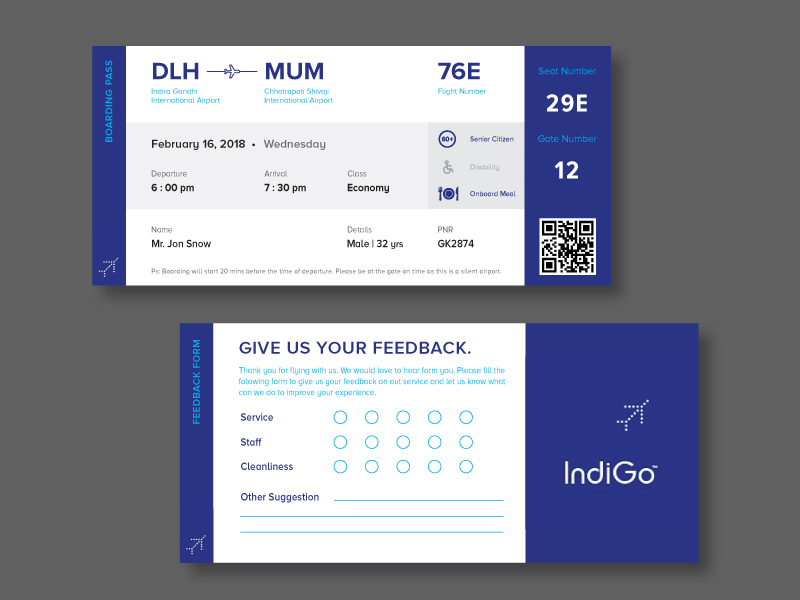 BOARDING PASS
DLH MUM
Indira Gandhi
International Airport
Chhatrapati Shivaji
International Airport
76E
Flight Number
February 16, 2018 • Wednesday
Departure
6 : 00 pm
Arrival
7 : 30 pm
Class
Economy
60+ Senior Citizen
Disability
Onboard Meal
Name
Mr. Jon Snow
Details
Male | 32 yrs
PNR
GK2874
Ps: Boarding will start 20 mins before the time of departure. Please be at the gate on time as this is a silent airport.
Seat Number
29E
Gate Number
12
FEEDBACK FORM
GIVE US YOUR FEEDBACK.
Thank you for flying with us. We would love to hear form you. Please fill the
folowing form to give us your feedback on out service and let us know what
can we do to improve your experience.
Service
Staff
Cleanliness
Other Suggestion
IndiGo™